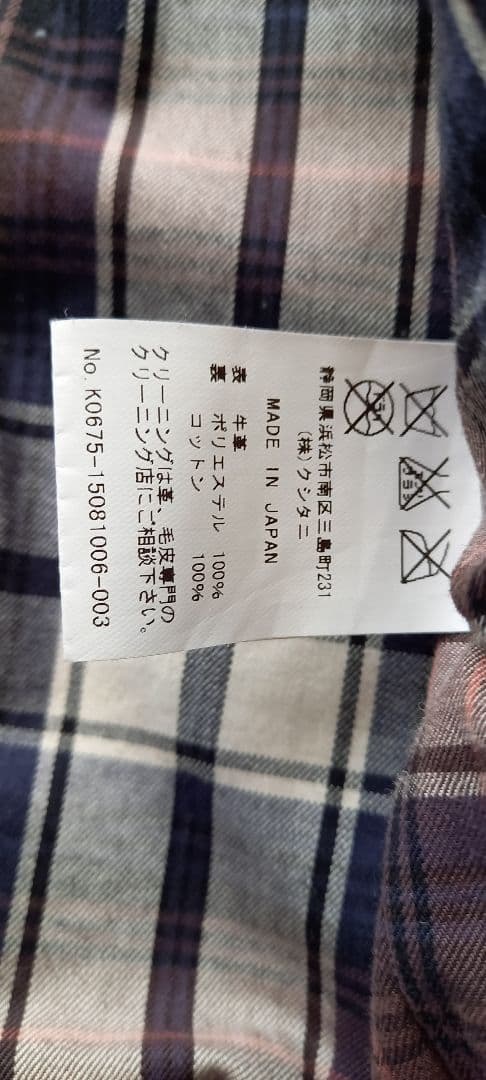 静岡県浜松市南区三島町231
(株)クシタニ
MADE IN JAPAN
表 牛革
裏 ポリエステル 100%
コットン 100%
クリーニングは革、毛皮専門の
クリーニング店にご相談下さい。
No. K0675-15081006-003